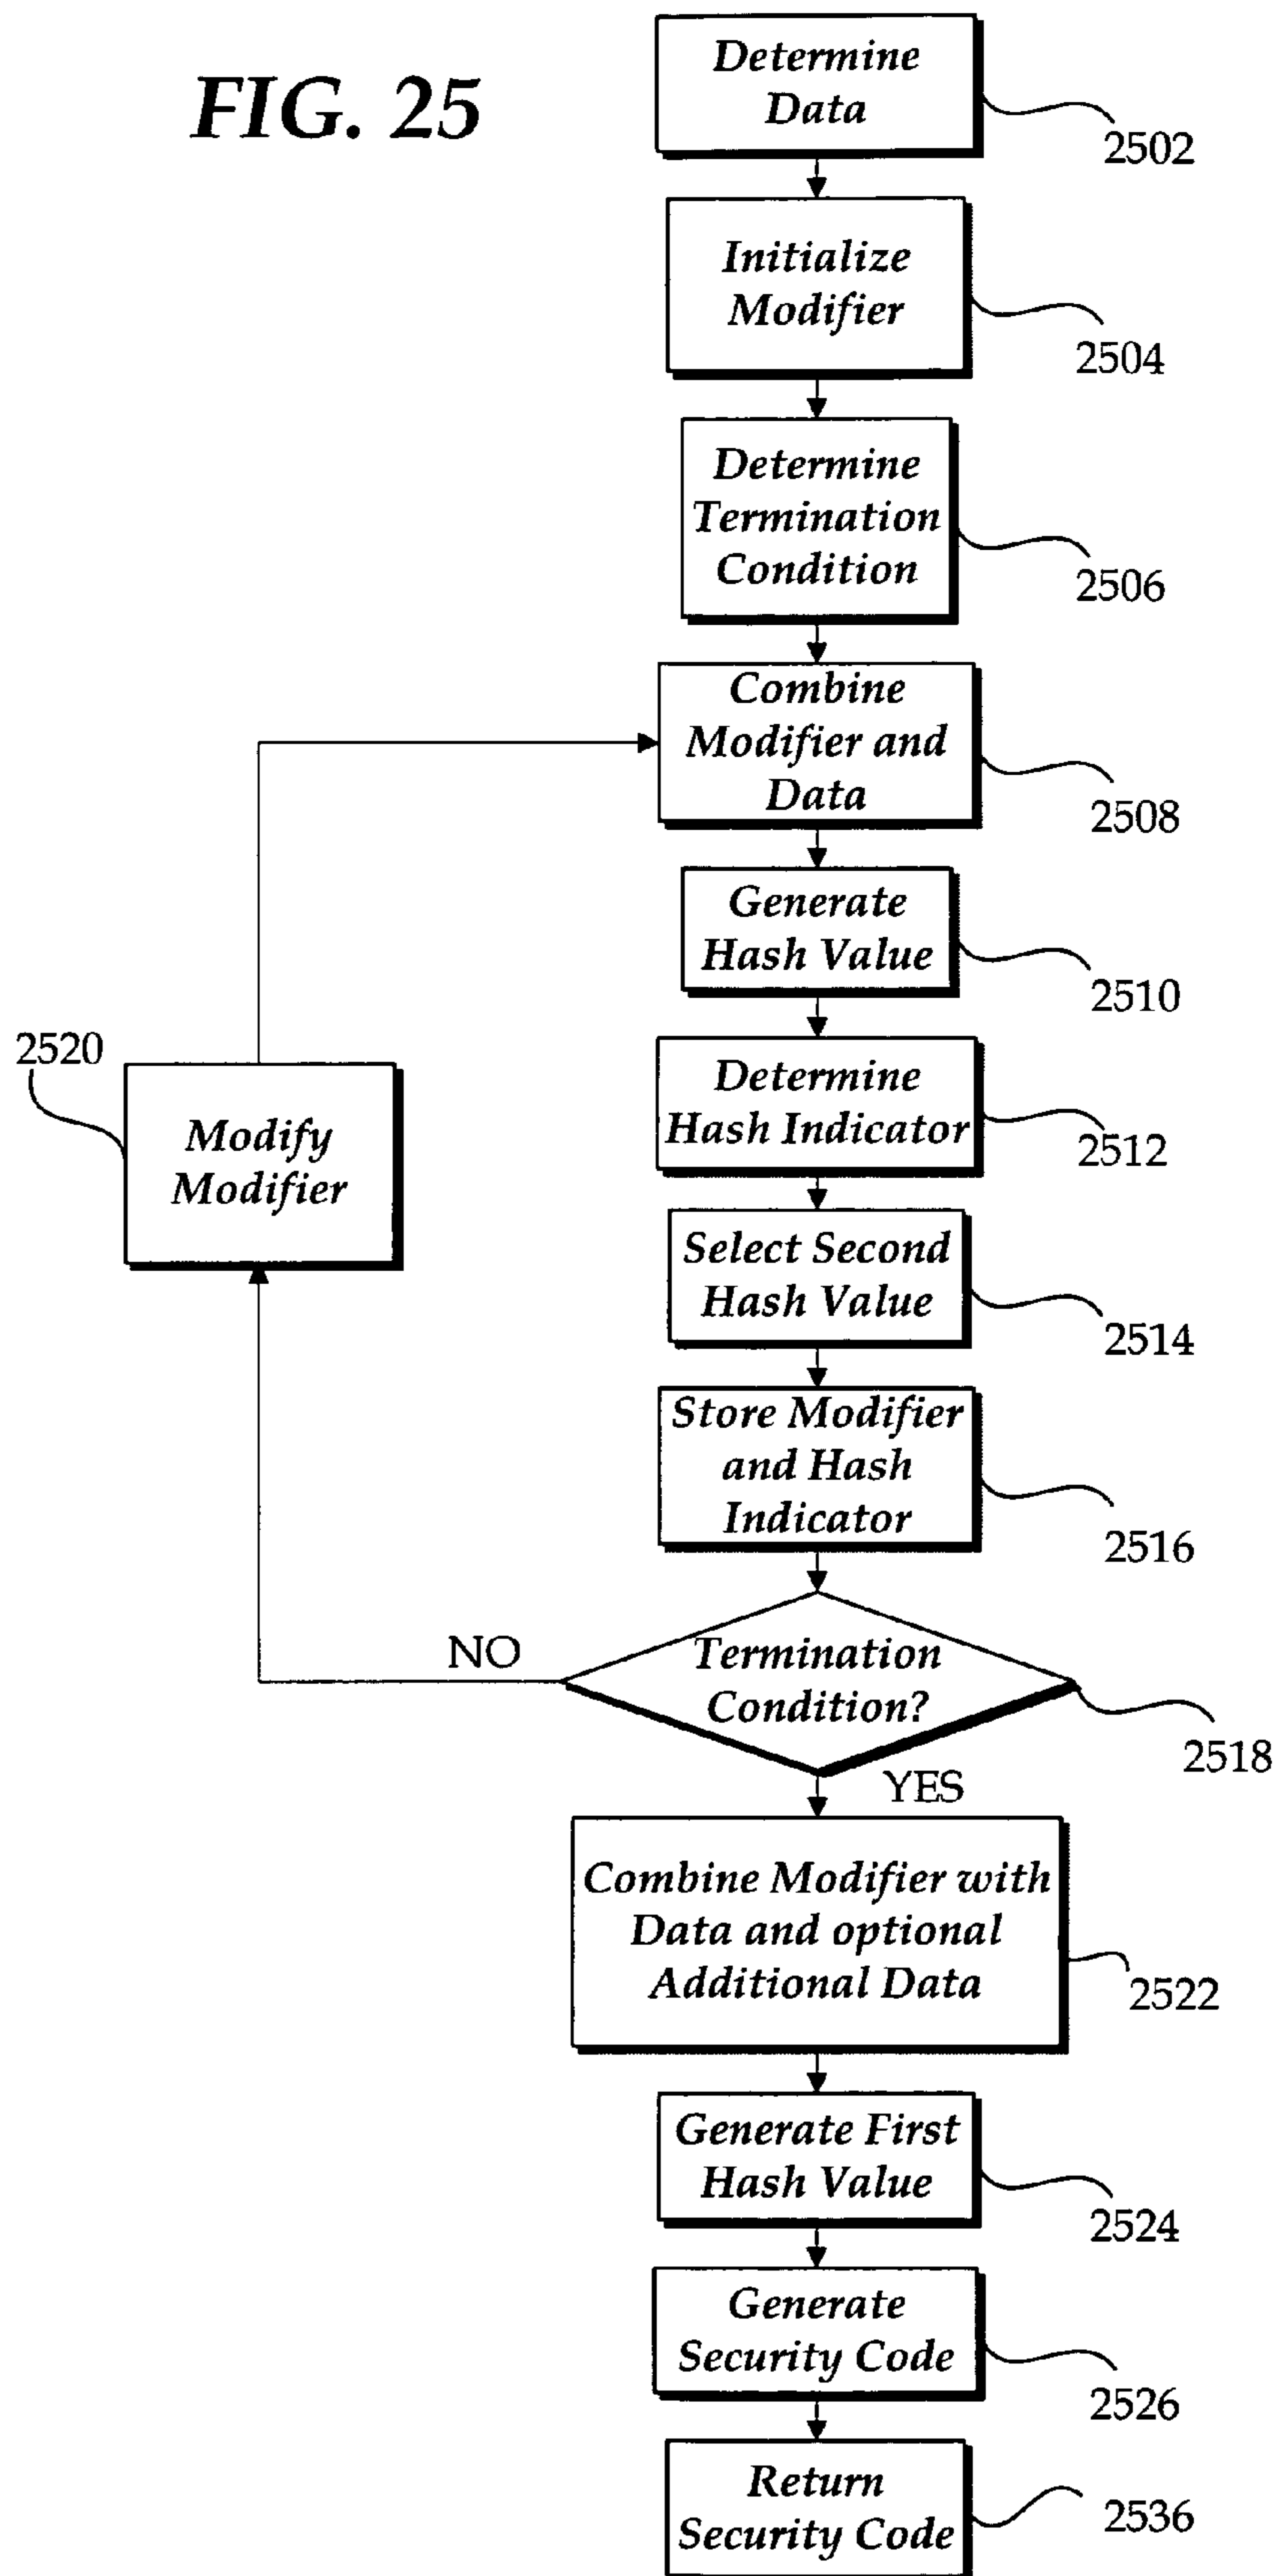 FIG. 25
Determine
Data
2502
Initialize
Modifier
2504
Determine
Termination
Condition
2506
Combine
Modifier and
Data
2508
Generate
Hash Value
2510
Determine
Hash Indicator
2512
2520
Modify
Modifier
Select Second
Hash Value
2514
Store Modifier
and Hash
Indicator
2516
NO
Termination
Condition?
2518
YES
Combine Modifier with
Data and optional
Additional Data
2522
Generate First
Hash Value
2524
Generate
Security Code
2526
Return
Security Code
2536